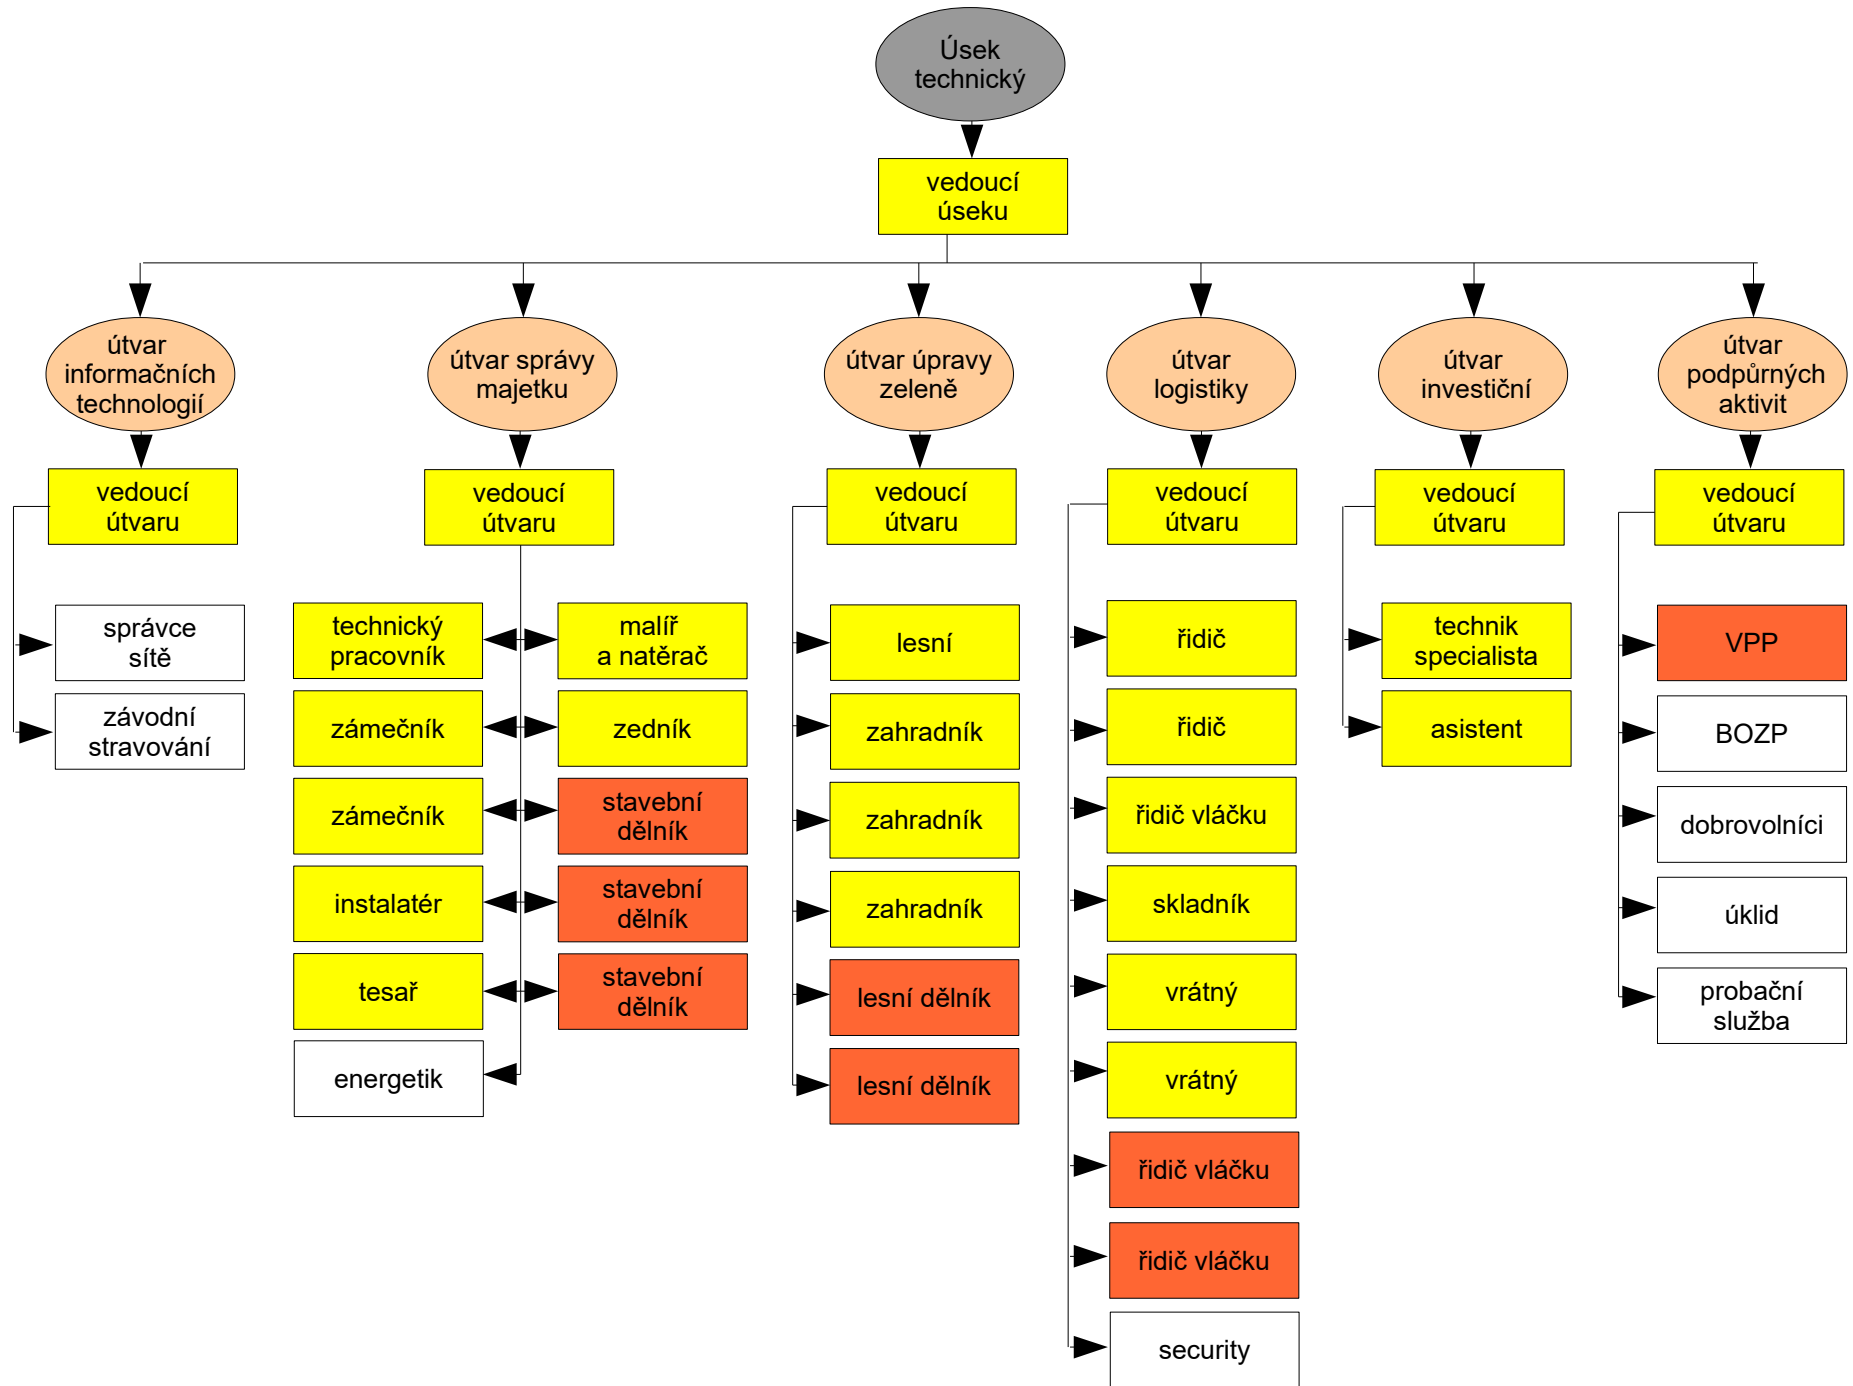 Úsek
technický
vedoucí
úseku
útvar
informačních
technologií
útvar správy
majetku
útvar úpravy
zeleně
útvar
logistiky
útvar
investiční
útvar
podpůrných
aktivit
vedoucí
útvaru
vedoucí
útvaru
vedoucí
útvaru
vedoucí
útvaru
vedoucí
útvaru
vedoucí
útvaru
správce
sítě
závodní
stravování
technický
pracovník
zámečník
zámečník
instalatér
tesař
energetik
malíř
a natěrač
zedník
stavební
dělník
stavební
dělník
stavební
dělník
lesní
zahradník
zahradník
zahradník
lesní dělník
lesní dělník
řidič
řidič
řidič vláčku
skladník
vrátný
vrátný
řidič vláčku
řidič vláčku
security
technik
specialista
asistent
VPP
BOZP
dobrovolníci
úklid
probační
služba